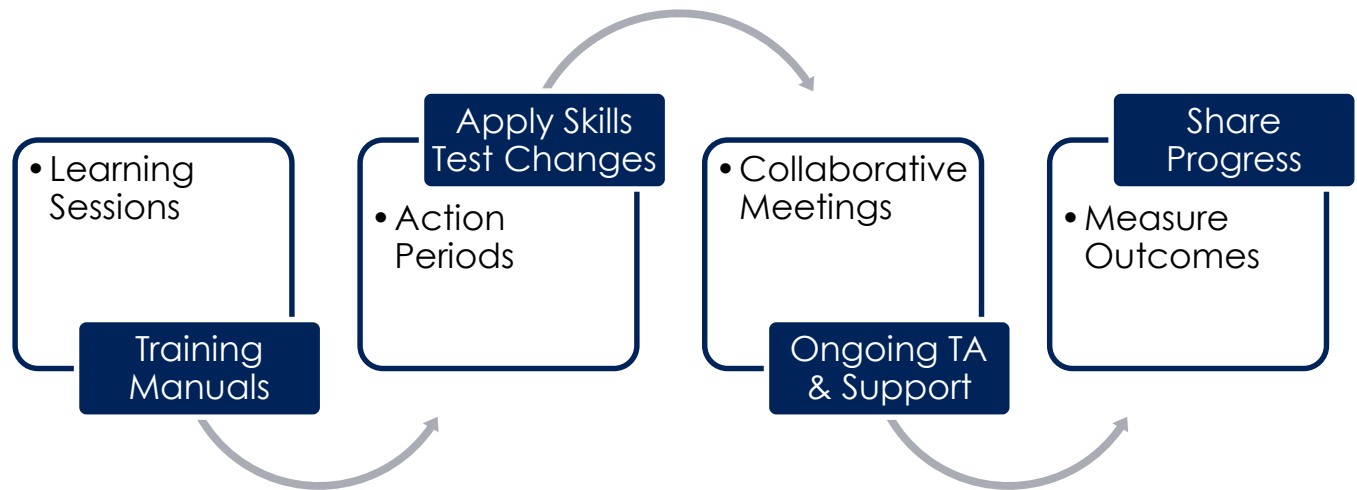 • Learning
Sessions
Training
Manuals
Apply Skills
Test Changes
• Action
Periods
• Collaborative
Meetings
Ongoing TA
& Support
Share
Progress
• Measure
Outcomes